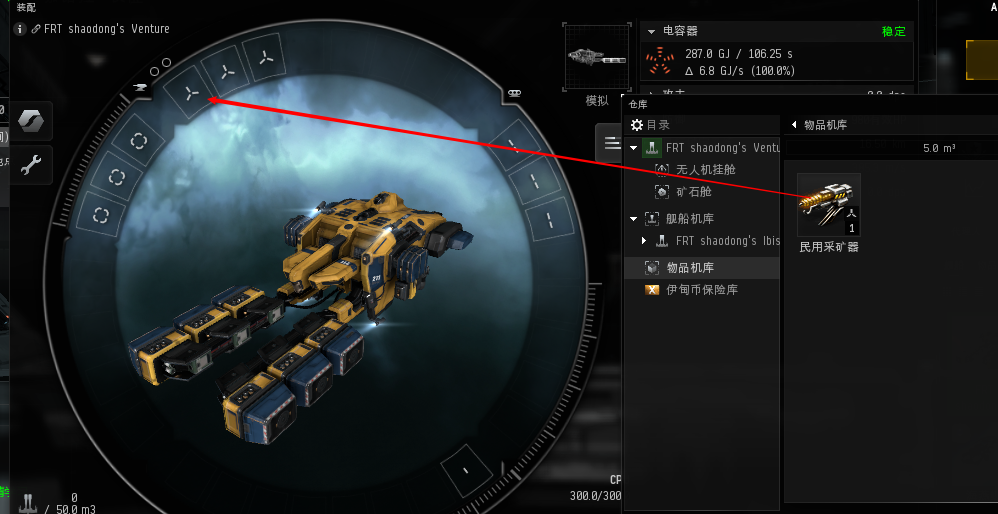 装配
FRT shaodong's Venture
电容器
稳定
287.0 GJ / 106.25 s
Δ 6.8 GJ/s (100.0%)
模拟
仓库
目录
物品机库
5.0 m³
FRT shaodong's Ventu
无人机挂舱
矿石舱
舰船机库
FRT shaodong's Ibis
物品机库
伊甸币保险库
1
民用采矿器
CP
300.0/300
0
/ 50.0 m3